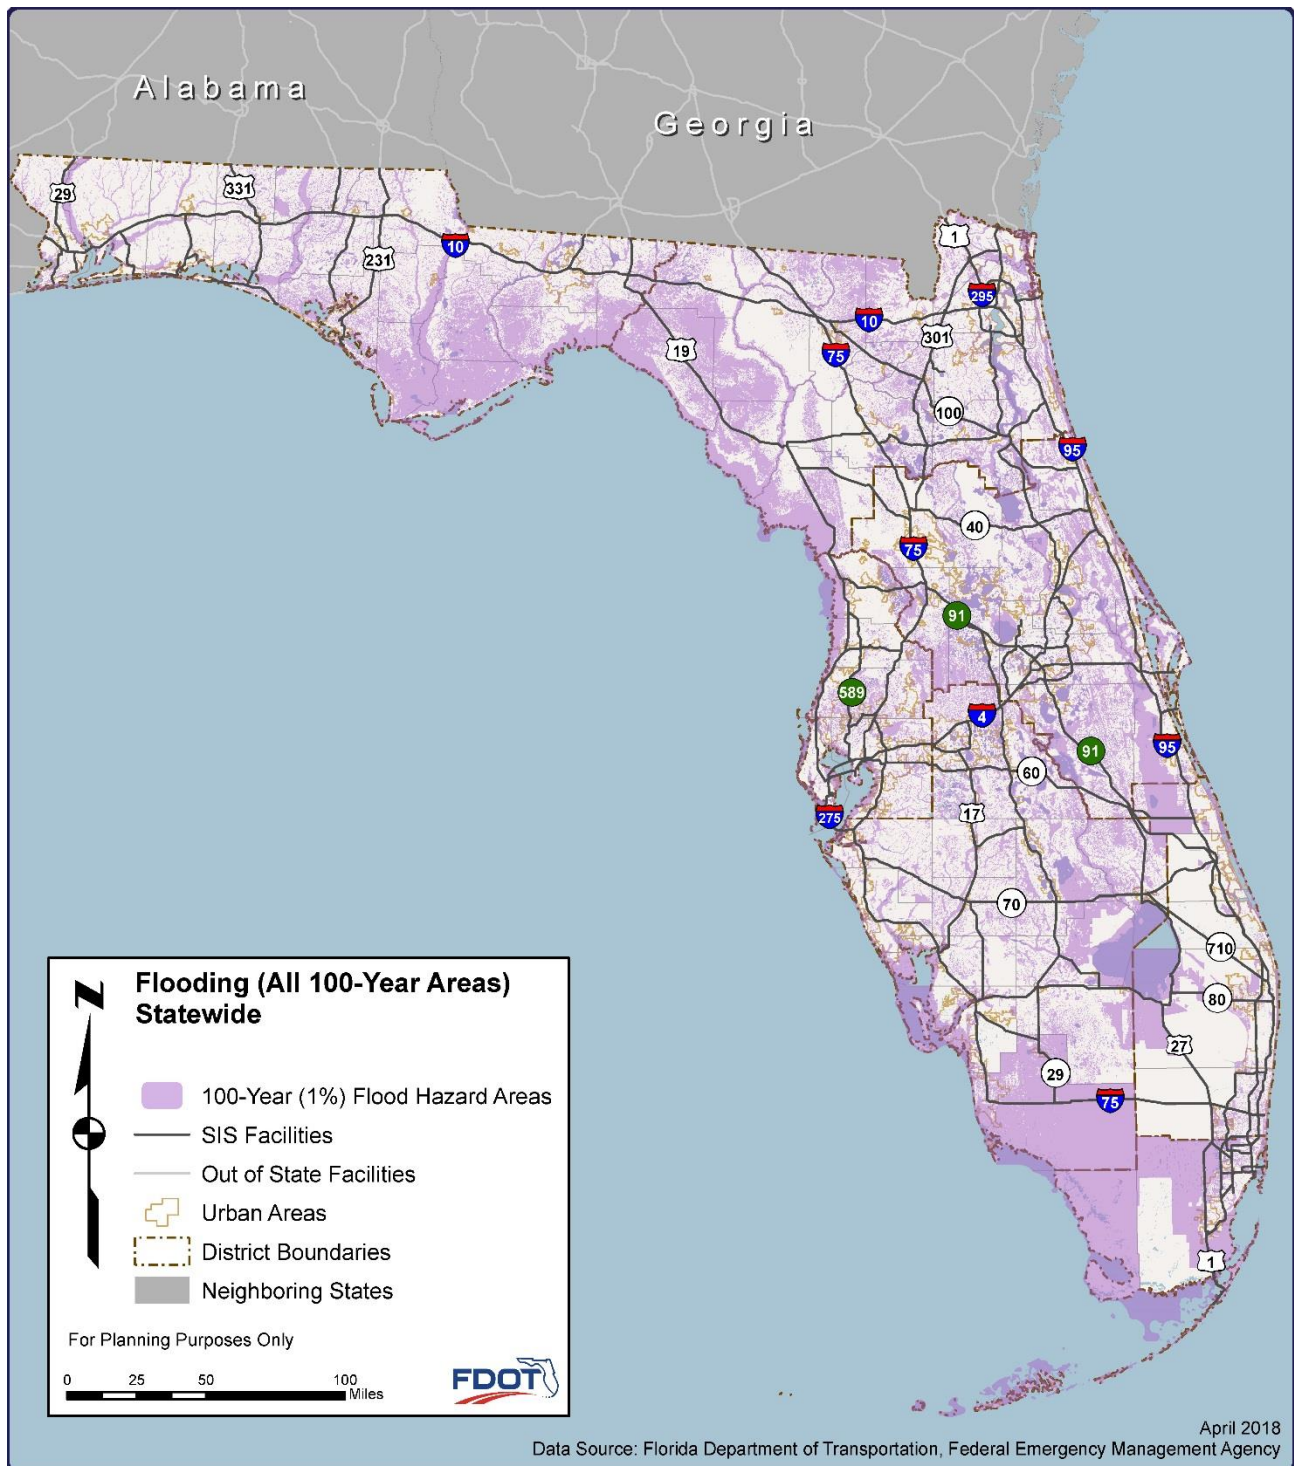 Alabama
Georgia
29
331
231
10
1
295
10
301
19
75
100
95
40
75
91
589
4
91
95
60
275
17
70
710
80
27
29
75
1
Flooding (All 100-Year Areas)
Statewide
N
100-Year (1%) Flood Hazard Areas
SIS Facilities
Out of State Facilities
Urban Areas
District Boundaries
Neighboring States
For Planning Purposes Only
0 25 50 100
Miles
FDOT
April 2018
Data Source: Florida Department of Transportation, Federal Emergency Management Agency